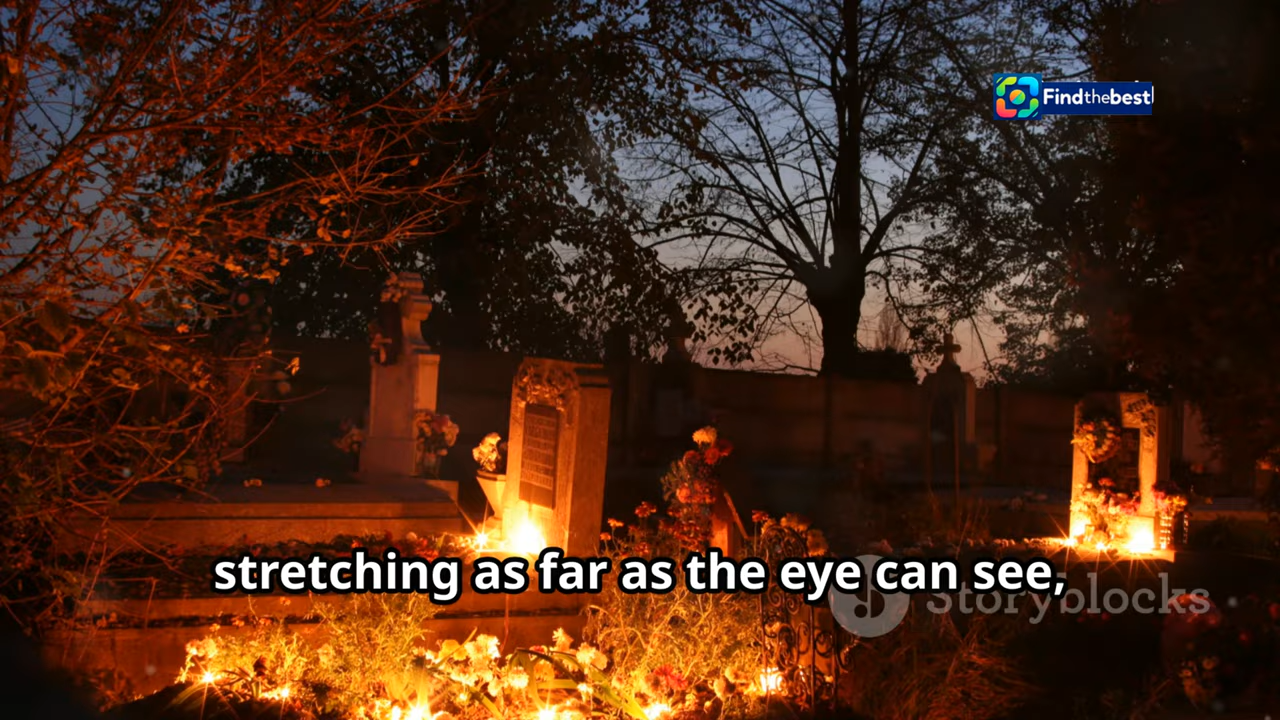 Findthebest
stretching as far as the eye can see,
Storyblocks